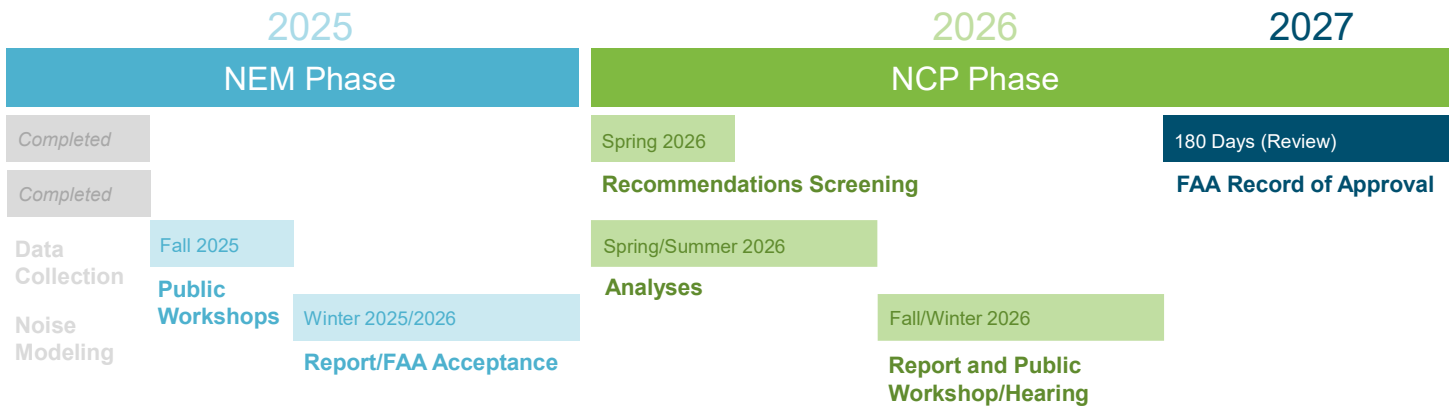 2025
2026
2027
NEM Phase
NCP Phase
Completed
Spring 2026
180 Days (Review)
Recommendations Screening
FAA Record of Approval
Completed
Data
Collection
Fall 2025
Spring/Summer 2026
Public
Workshops
Analyses
Noise
Modeling
Winter 2025/2026
Fall/Winter 2026
Report/FAA Acceptance
Report and Public
Workshop/Hearing